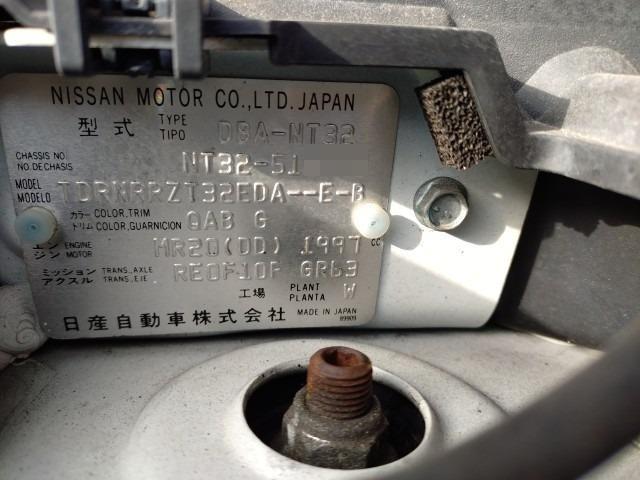 NISSAN MOTOR CO.,LTD.JAPAN
型式 TYPE TIPO DBA-NT32
CHASSIS NO. NO.DECHASIS NT32-51
MODEL MODELO TDRNRRZT32EDA--E-B
カラー COLOR,TRIM トリム COLOR,GUARNICION QAB G
エンジン ENGINE MOTOR MR20(DD) 1997 cc
ミッション TRANS.,AXLE アクスル TRANS.,EJE RE0F10F GR63
工場 PLANT PLANTA W
日産自動車株式会社 MADE IN JAPAN